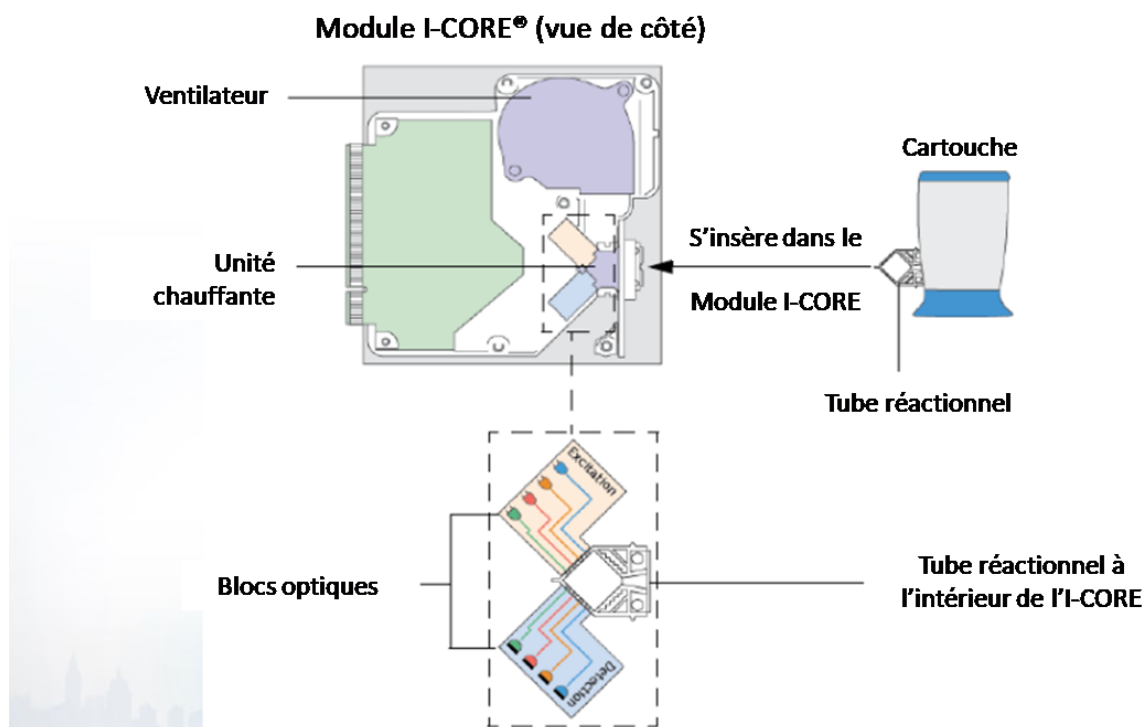 Module I-CORE® (vue de côté)
Ventilateur
Cartouche
S'insère dans le
Module I-CORE
Unité
chauffante
Tube réactionnel
Excitation
Blocs optiques
Tube réactionnel à
l'intérieur de l'I-CORE
Détection